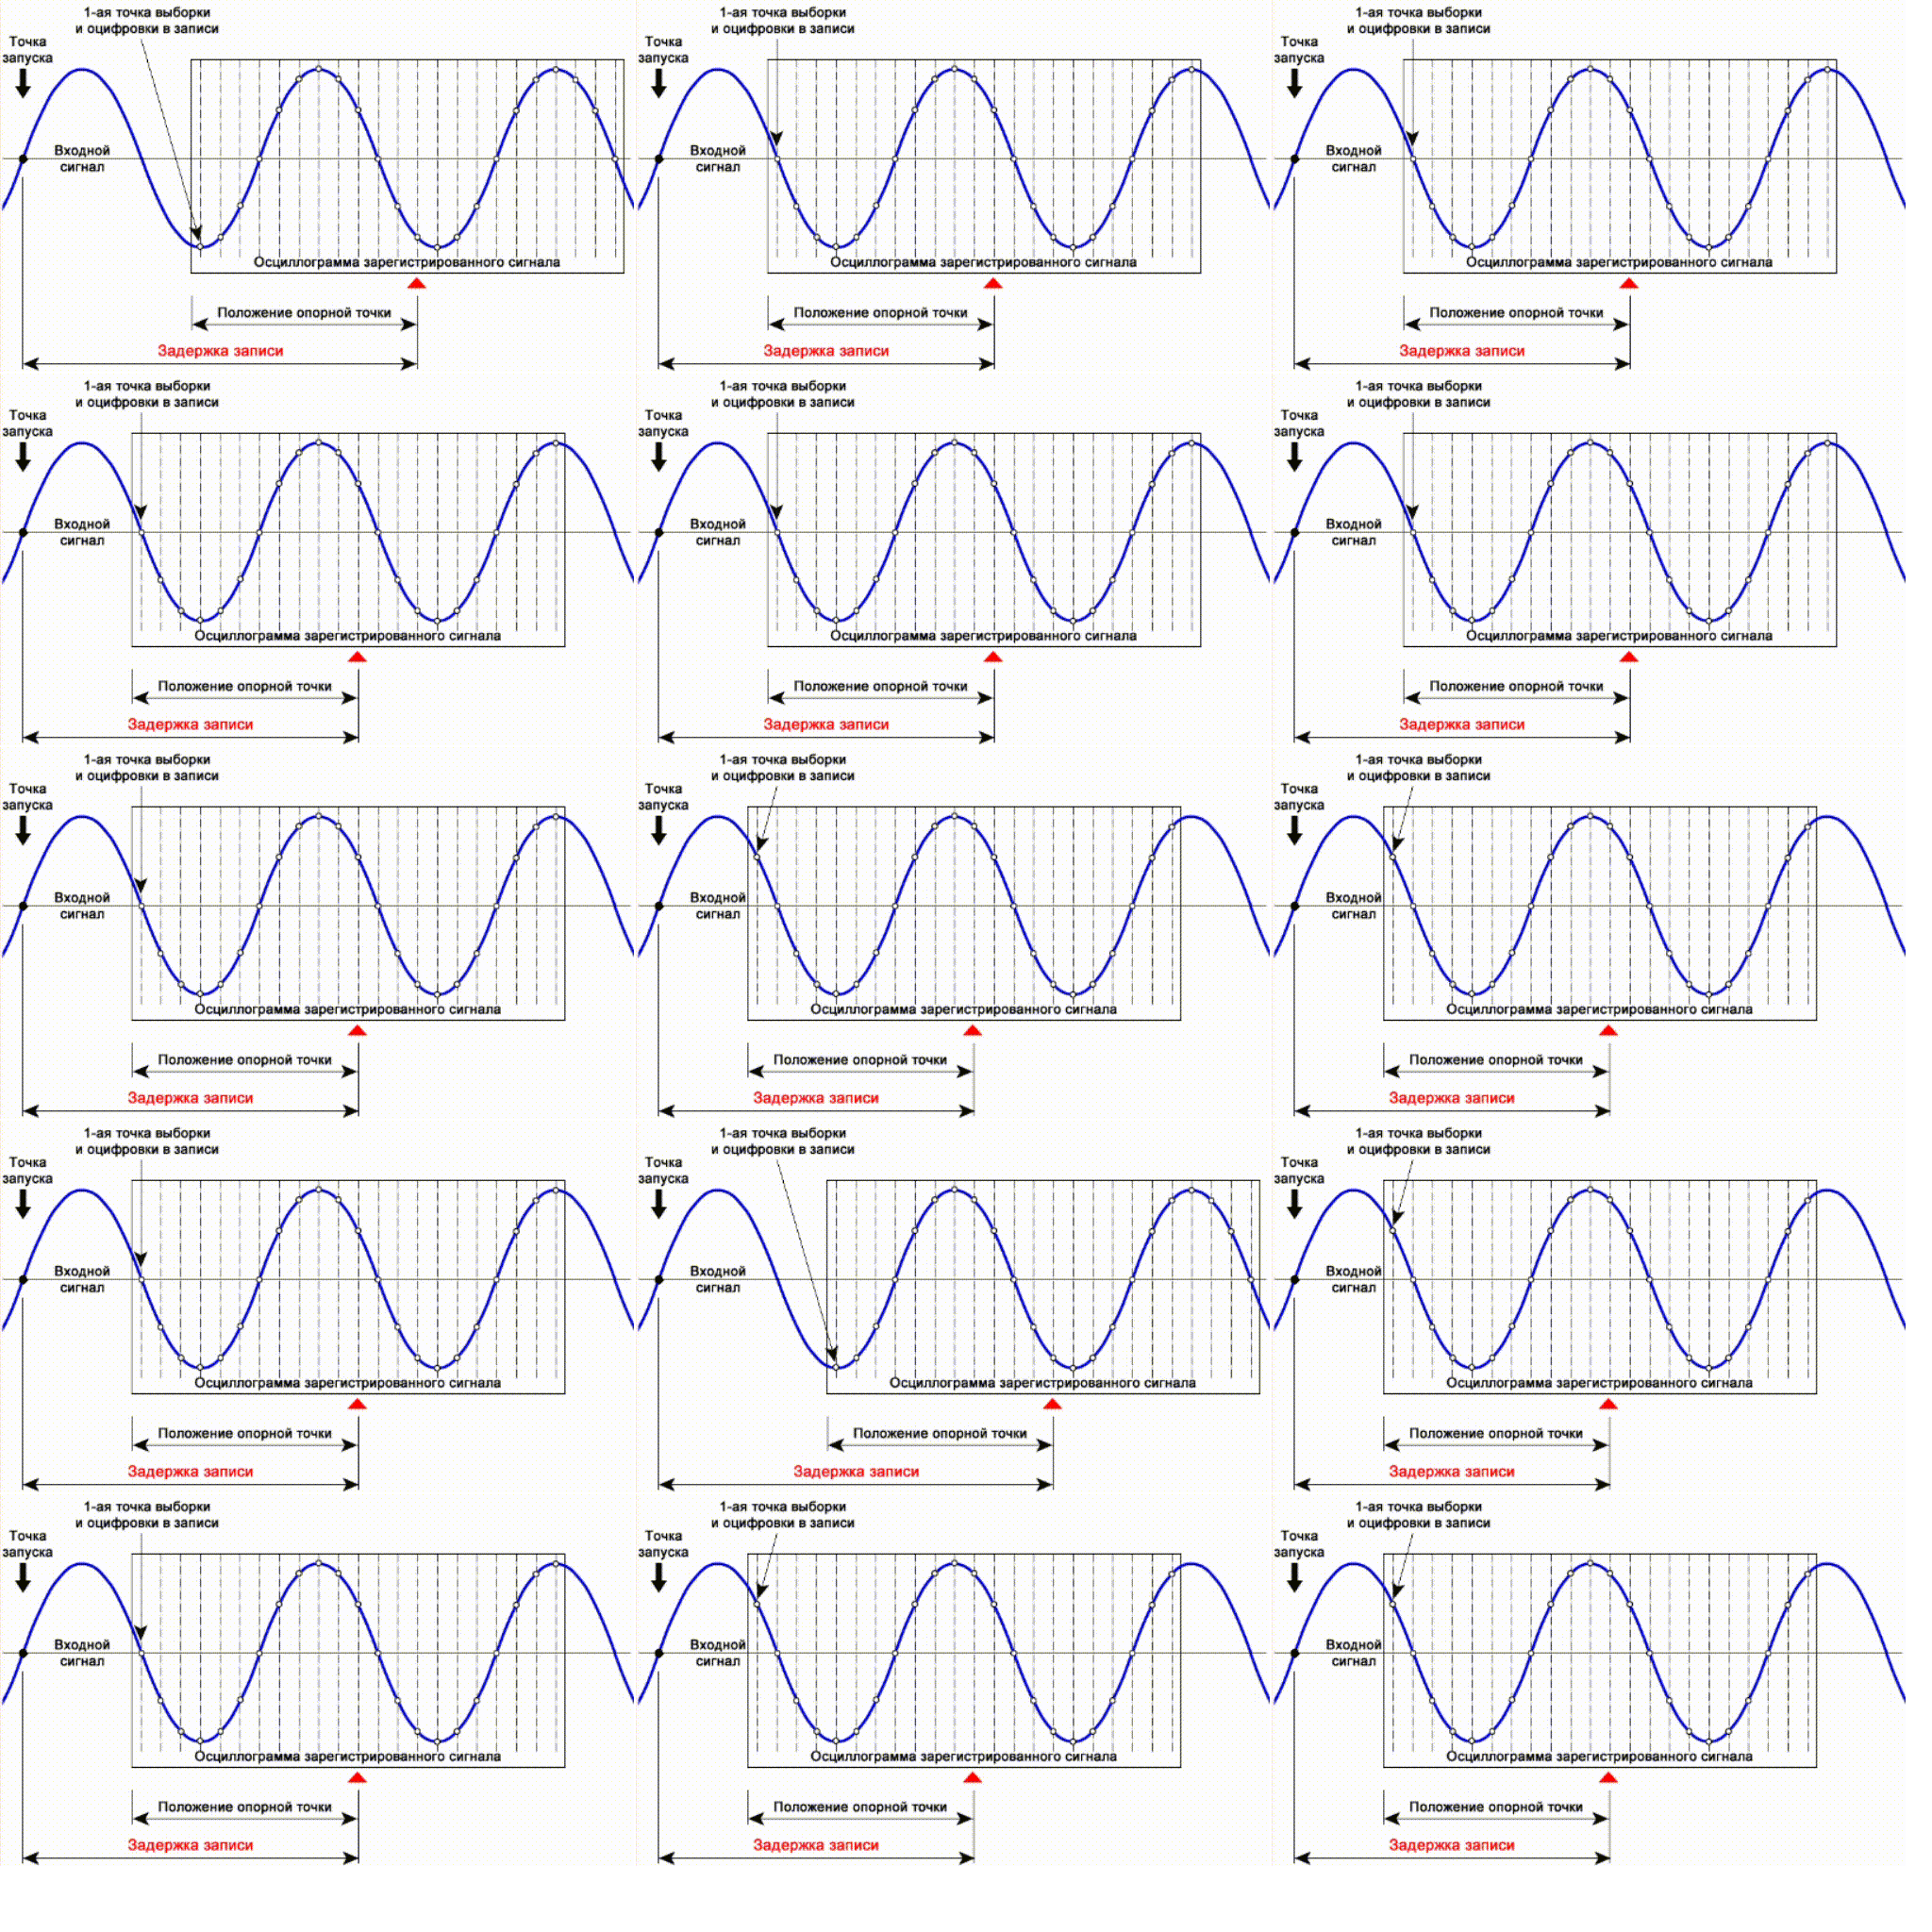 1-ая точка выборки
и оцифровки в записи
Точка
запуска
Входной
сигнал
Осциллограмма зарегистрированного сигнала
Положение опорной точки
Задержка записи
1-ая точка выборки
и оцифровки в записи
Точка
запуска
Входной
сигнал
Осциллограмма зарегистрированного сигнала
Положение опорной точки
Задержка записи
1-ая точка выборки
и оцифровки в записи
Точка
запуска
Входной
сигнал
Осциллограмма зарегистрированного сигнала
Положение опорной точки
Задержка записи
1-ая точка выборки
и оцифровки в записи
Точка
запуска
Входной
сигнал
Осциллограмма зарегистрированного сигнала
Положение опорной точки
Задержка записи
1-ая точка выборки
и оцифровки в записи
Точка
запуска
Входной
сигнал
Осциллограмма зарегистрированного сигнала
Положение опорной точки
Задержка записи
1-ая точка выборки
и оцифровки в записи
Точка
запуска
Входной
сигнал
Осциллограмма зарегистрированного сигнала
Положение опорной точки
Задержка записи
1-ая точка выборки
и оцифровки в записи
Точка
запуска
Входной
сигнал
Осциллограмма зарегистрированного сигнала
Положение опорной точки
Задержка записи
1-ая точка выборки
и оцифровки в записи
Точка
запуска
Входной
сигнал
Осциллограмма зарегистрированного сигнала
Положение опорной точки
Задержка записи
1-ая точка выборки
и оцифровки в записи
Точка
запуска
Входной
сигнал
Осциллограмма зарегистрированного сигнала
Положение опорной точки
Задержка записи
1-ая точка выборки
и оцифровки в записи
Точка
запуска
Входной
сигнал
Осциллограмма зарегистрированного сигнала
Положение опорной точки
Задержка записи
1-ая точка выборки
и оцифровки в записи
Точка
запуска
Входной
сигнал
Осциллограмма зарегистрированного сигнала
Положение опорной точки
Задержка записи
1-ая точка выборки
и оцифровки в записи
Точка
запуска
Входной
сигнал
Осциллограмма зарегистрированного сигнала
Положение опорной точки
Задержка записи
1-ая точка выборки
и оцифровки в записи
Точка
запуска
Входной
сигнал
Осциллограмма зарегистрированного сигнала
Положение опорной точки
Задержка записи
1-ая точка выборки
и оцифровки в записи
Точка
запуска
Входной
сигнал
Осциллограмма зарегистрированного сигнала
Положение опорной точки
Задержка записи
1-ая точка выборки
и оцифровки в записи
Точка
запуска
Входной
сигнал
Осциллограмма зарегистрированного сигнала
Положение опорной точки
Задержка записи